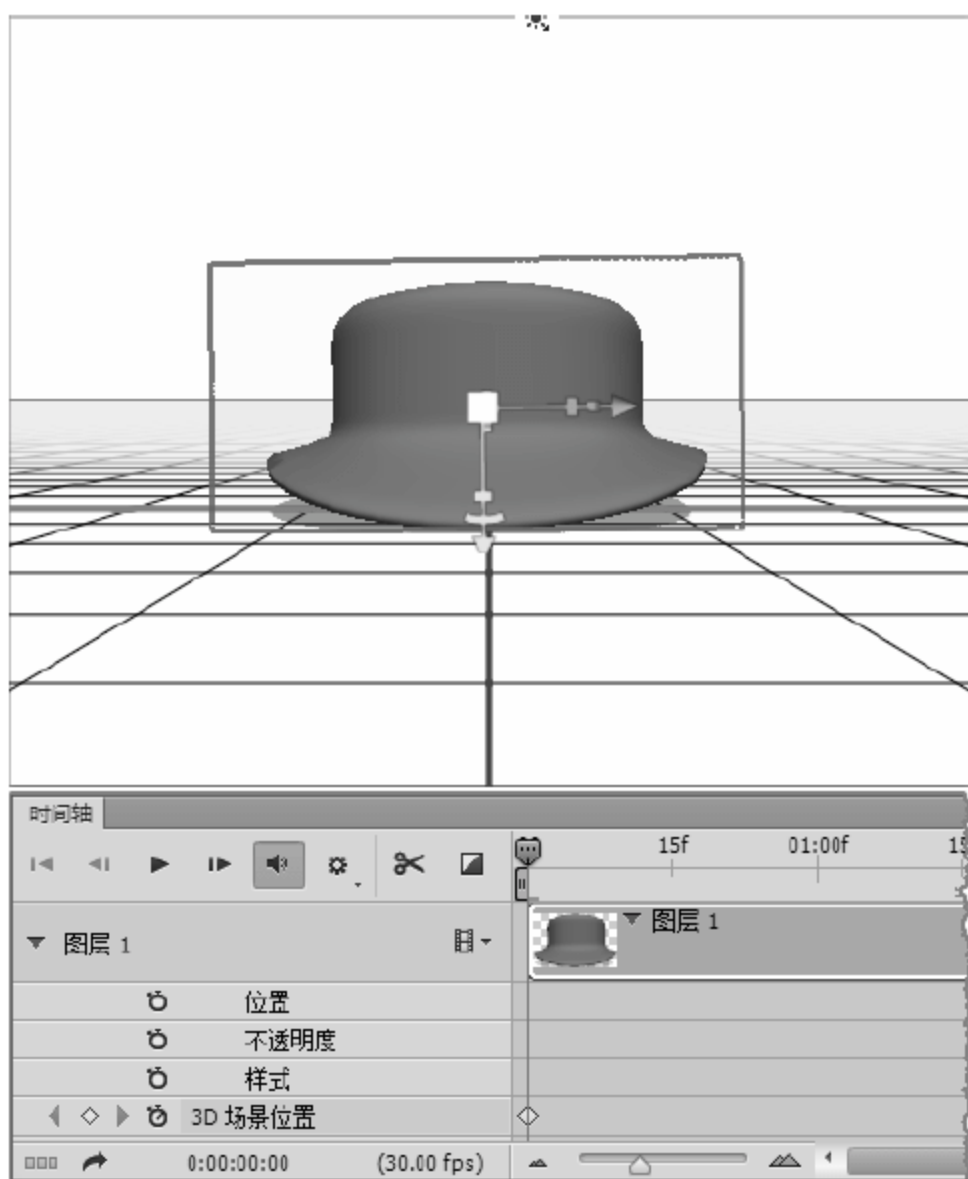 时间轴
15f
01:00f
15
图层 1
图层 1
位置
不透明度
样式
3D 场景位置
0:00:00:00
(30.00 fps)